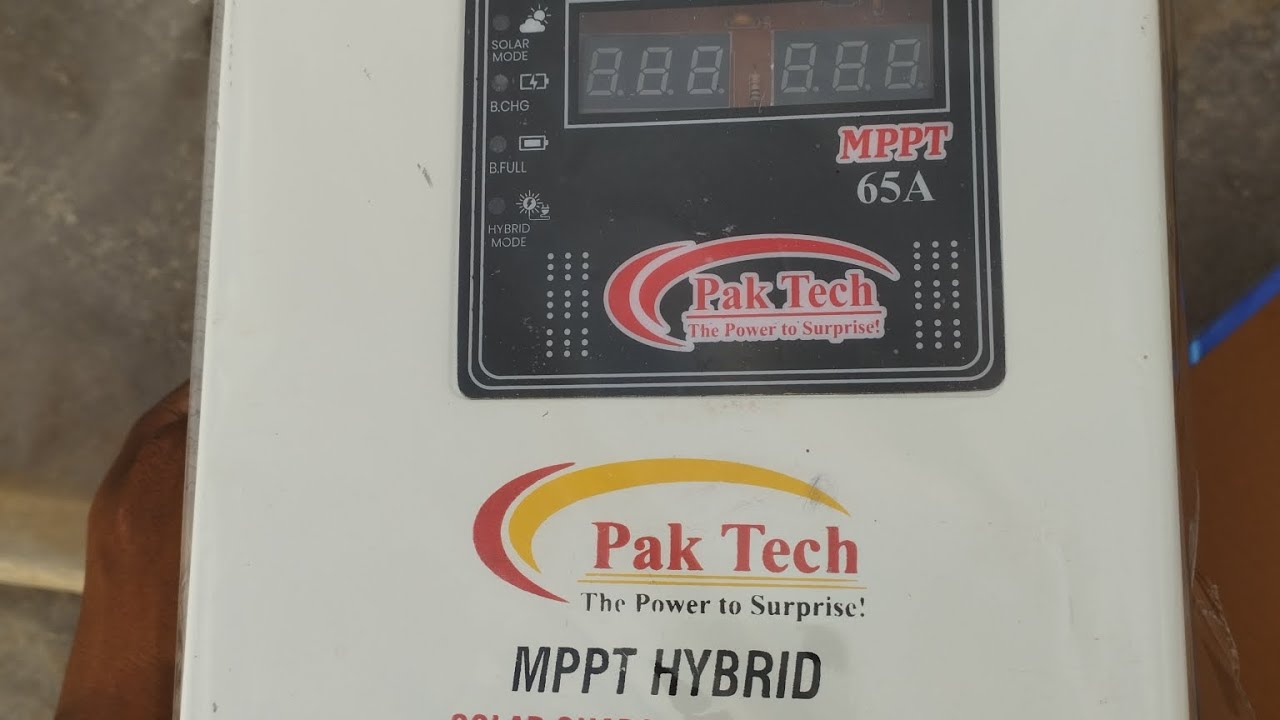 SOLAR
MODE
B.CHG
B.FULL
HYBRID
MODE
MPPT
65A
Pak Tech
The Power to Surprise!
Pak Tech
The Power to Surprise!
MPPT HYBRID
SOLAR